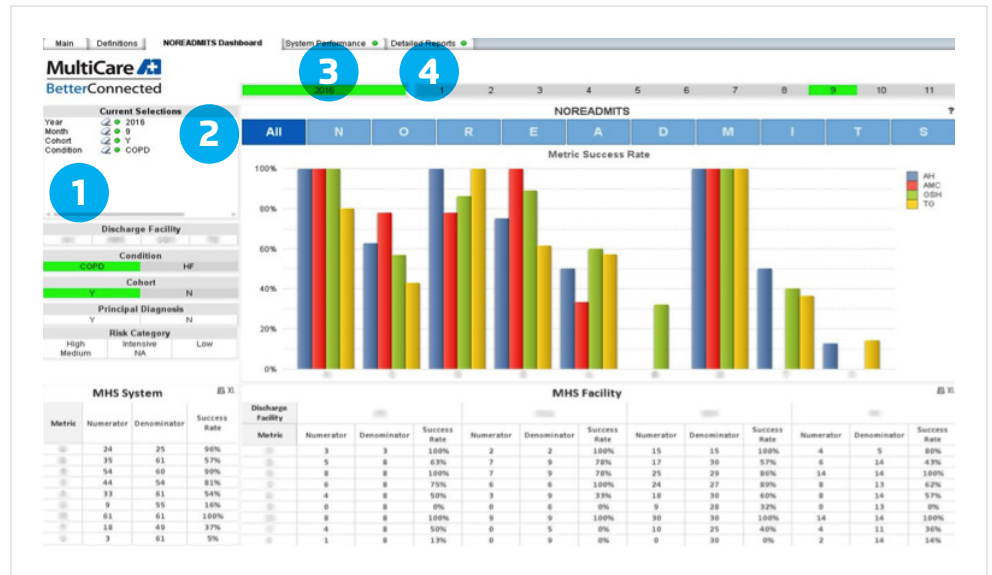 Main Definitions NOREADMITS Dashboard System Performance Detailed Reports
3 4
MultiCare
BetterConnected
2016 1 2 3 4 5 6 7 8 9 10 11
Current Selections
Year 2016
Month 9
Cohort Y
Condition COPD
2
1
NOREADMITS ?
All N O R E A D M I T S
Metric Success Rate
100%
80%
60%
40%
20%
0%
AH
AMC
GSH
TG
Discharge Facility
Condition
COPD HF
Cohort
Y N
Principal Diagnosis
Y N
Risk Category
High Intensive Low
Medium NA
MHS System XL
Metric Numerator Denominator Success Rate
24 25 96%
35 61 57%
54 60 90%
44 54 81%
33 61 54%
9 55 16%
61 61 100%
18 49 37%
3 61 5%
MHS Facility XL
Discharge Facility
Metric Numerator Denominator Success Rate Numerator Denominator Success Rate Numerator Denominator Success Rate Numerator Denominator Success Rate
3 3 100% 2 2 100% 15 15 100% 4 5 80%
5 8 63% 7 9 78% 17 30 57% 6 14 43%
8 8 100% 7 9 78% 25 29 86% 14 14 100%
6 8 75% 6 6 100% 24 27 89% 8 13 62%
4 8 50% 3 9 33% 18 30 60% 8 14 57%
0 8 0% 0 6 0% 9 28 32% 0 13 0%
8 8 100% 9 9 100% 30 30 100% 14 14 100%
4 8 50% 0 5 0% 10 25 40% 4 11 36%
1 8 13% 0 9 0% 0 30 0% 2 14 14%